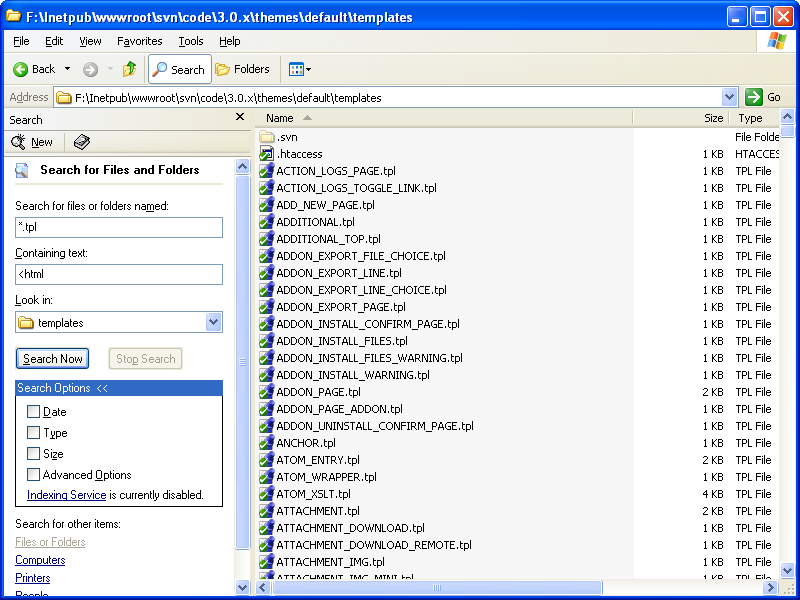 F:\Inetpub\wwwroot\svn\code\3.0.x\themes\default\templates
File Edit View Favorites Tools Help
Back Search Folders
Address F:\Inetpub\wwwroot\svn\code\3.0.x\themes\default\templates Go
Search
New
Search for Files and Folders
Search for files or folders named:
*.tpl
Containing text:
<html
Look in:
templates
Search Now Stop Search
Search Options <<
Date
Type
Size
Advanced Options
Indexing Service is currently disabled.
Search for other items:
Files or Folders
Computers
Printers
People
Name Size Type
.svn File Folde
.htaccess 1 KB HTACCES
ACTION_LOGS_PAGE.tpl 1 KB TPL File
ACTION_LOGS_TOGGLE_LINK.tpl 1 KB TPL File
ADD_NEW_PAGE.tpl 1 KB TPL File
ADDITIONAL.tpl 1 KB TPL File
ADDITIONAL_TOP.tpl 1 KB TPL File
ADDON_EXPORT_FILE_CHOICE.tpl 1 KB TPL File
ADDON_EXPORT_LINE.tpl 1 KB TPL File
ADDON_EXPORT_LINE_CHOICE.tpl 1 KB TPL File
ADDON_EXPORT_PAGE.tpl 1 KB TPL File
ADDON_INSTALL_CONFIRM_PAGE.tpl 1 KB TPL File
ADDON_INSTALL_FILES.tpl 1 KB TPL File
ADDON_INSTALL_FILES_WARNING.tpl 1 KB TPL File
ADDON_INSTALL_WARNING.tpl 1 KB TPL File
ADDON_PAGE.tpl 2 KB TPL File
ADDON_PAGE_ADDON.tpl 1 KB TPL File
ADDON_UNINSTALL_CONFIRM_PAGE.tpl 1 KB TPL File
ANCHOR.tpl 1 KB TPL File
ATOM_ENTRY.tpl 2 KB TPL File
ATOM_WRAPPER.tpl 1 KB TPL File
ATOM_XSLT.tpl 4 KB TPL File
ATTACHMENT.tpl 2 KB TPL File
ATTACHMENT_DOWNLOAD.tpl 1 KB TPL File
ATTACHMENT_DOWNLOAD_REMOTE.tpl 1 KB TPL File
ATTACHMENT_IMG.tpl 1 KB TPL File
ATTACHMENT_IMG_MINI.tpl 1 KB TPL File